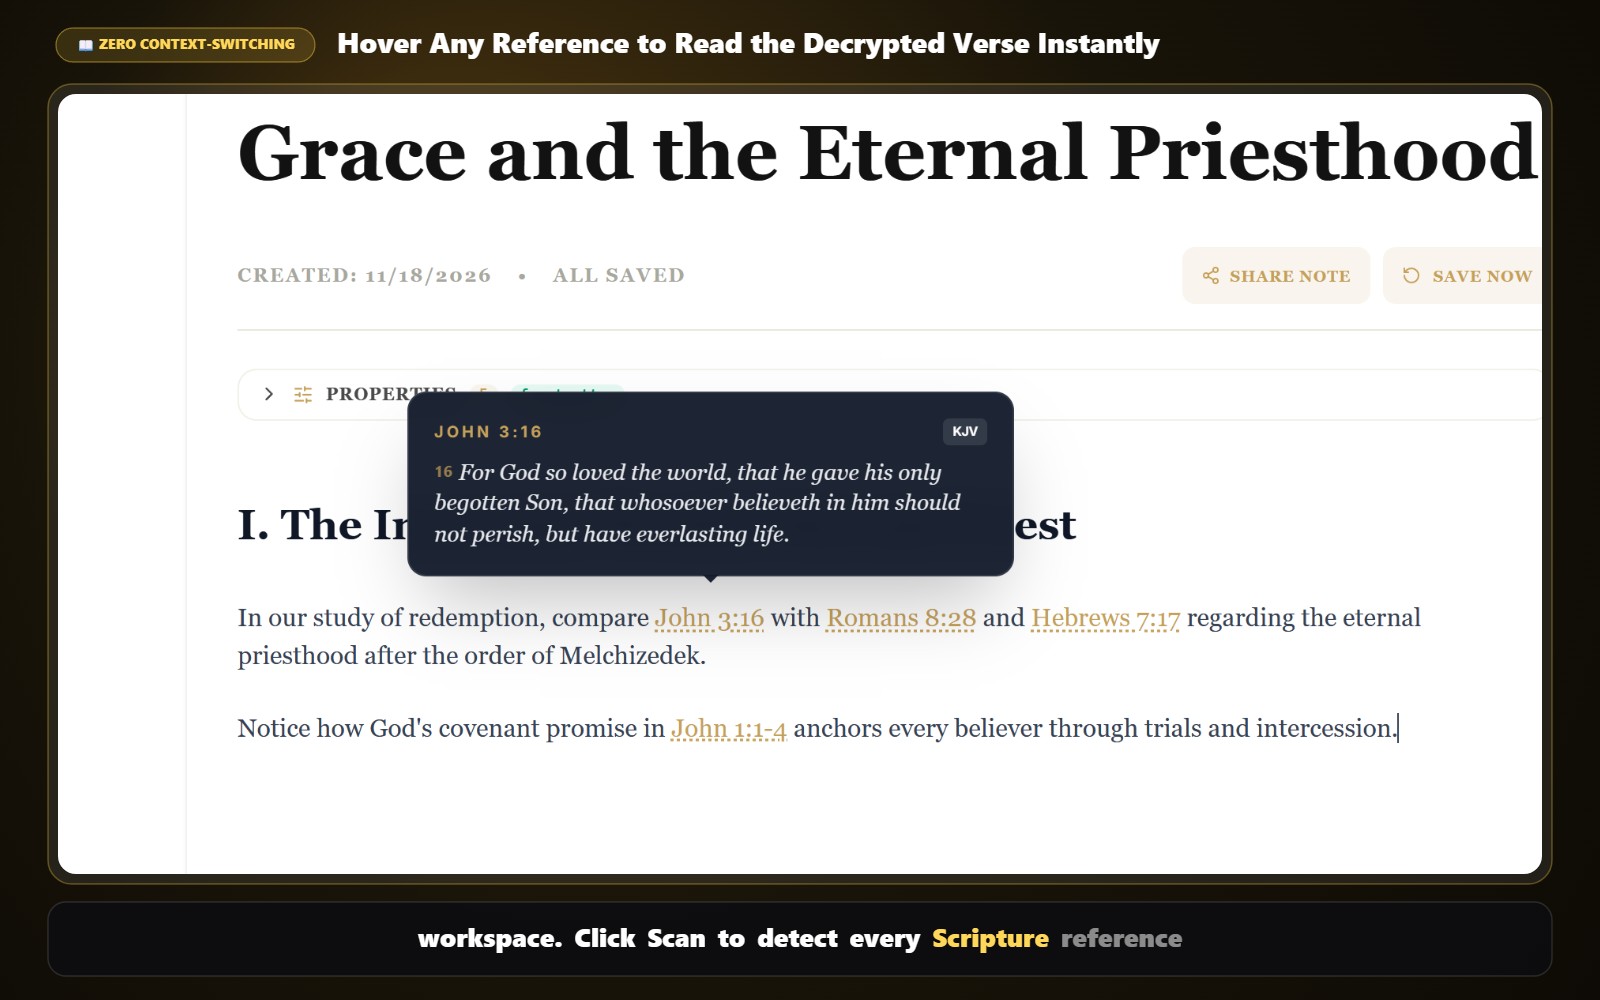 ZERO CONTEXT-SWITCHING
Hover Any Reference to Read the Decrypted Verse Instantly
Grace and the Eternal Priesthood
CREATED: 11/18/2026 • ALL SAVED
SHARE NOTE
SAVE NOW
PROPERTIES
JOHN 3:16
KJV
16 For God so loved the world, that he gave his only
begotten Son, that whosoever believeth in him should
not perish, but have everlasting life.
I. The In est
In our study of redemption, compare John 3:16 with Romans 8:28 and Hebrews 7:17 regarding the eternal
priesthood after the order of Melchizedek.
Notice how God's covenant promise in John 1:1-4 anchors every believer through trials and intercession.
workspace. Click Scan to detect every Scripture reference